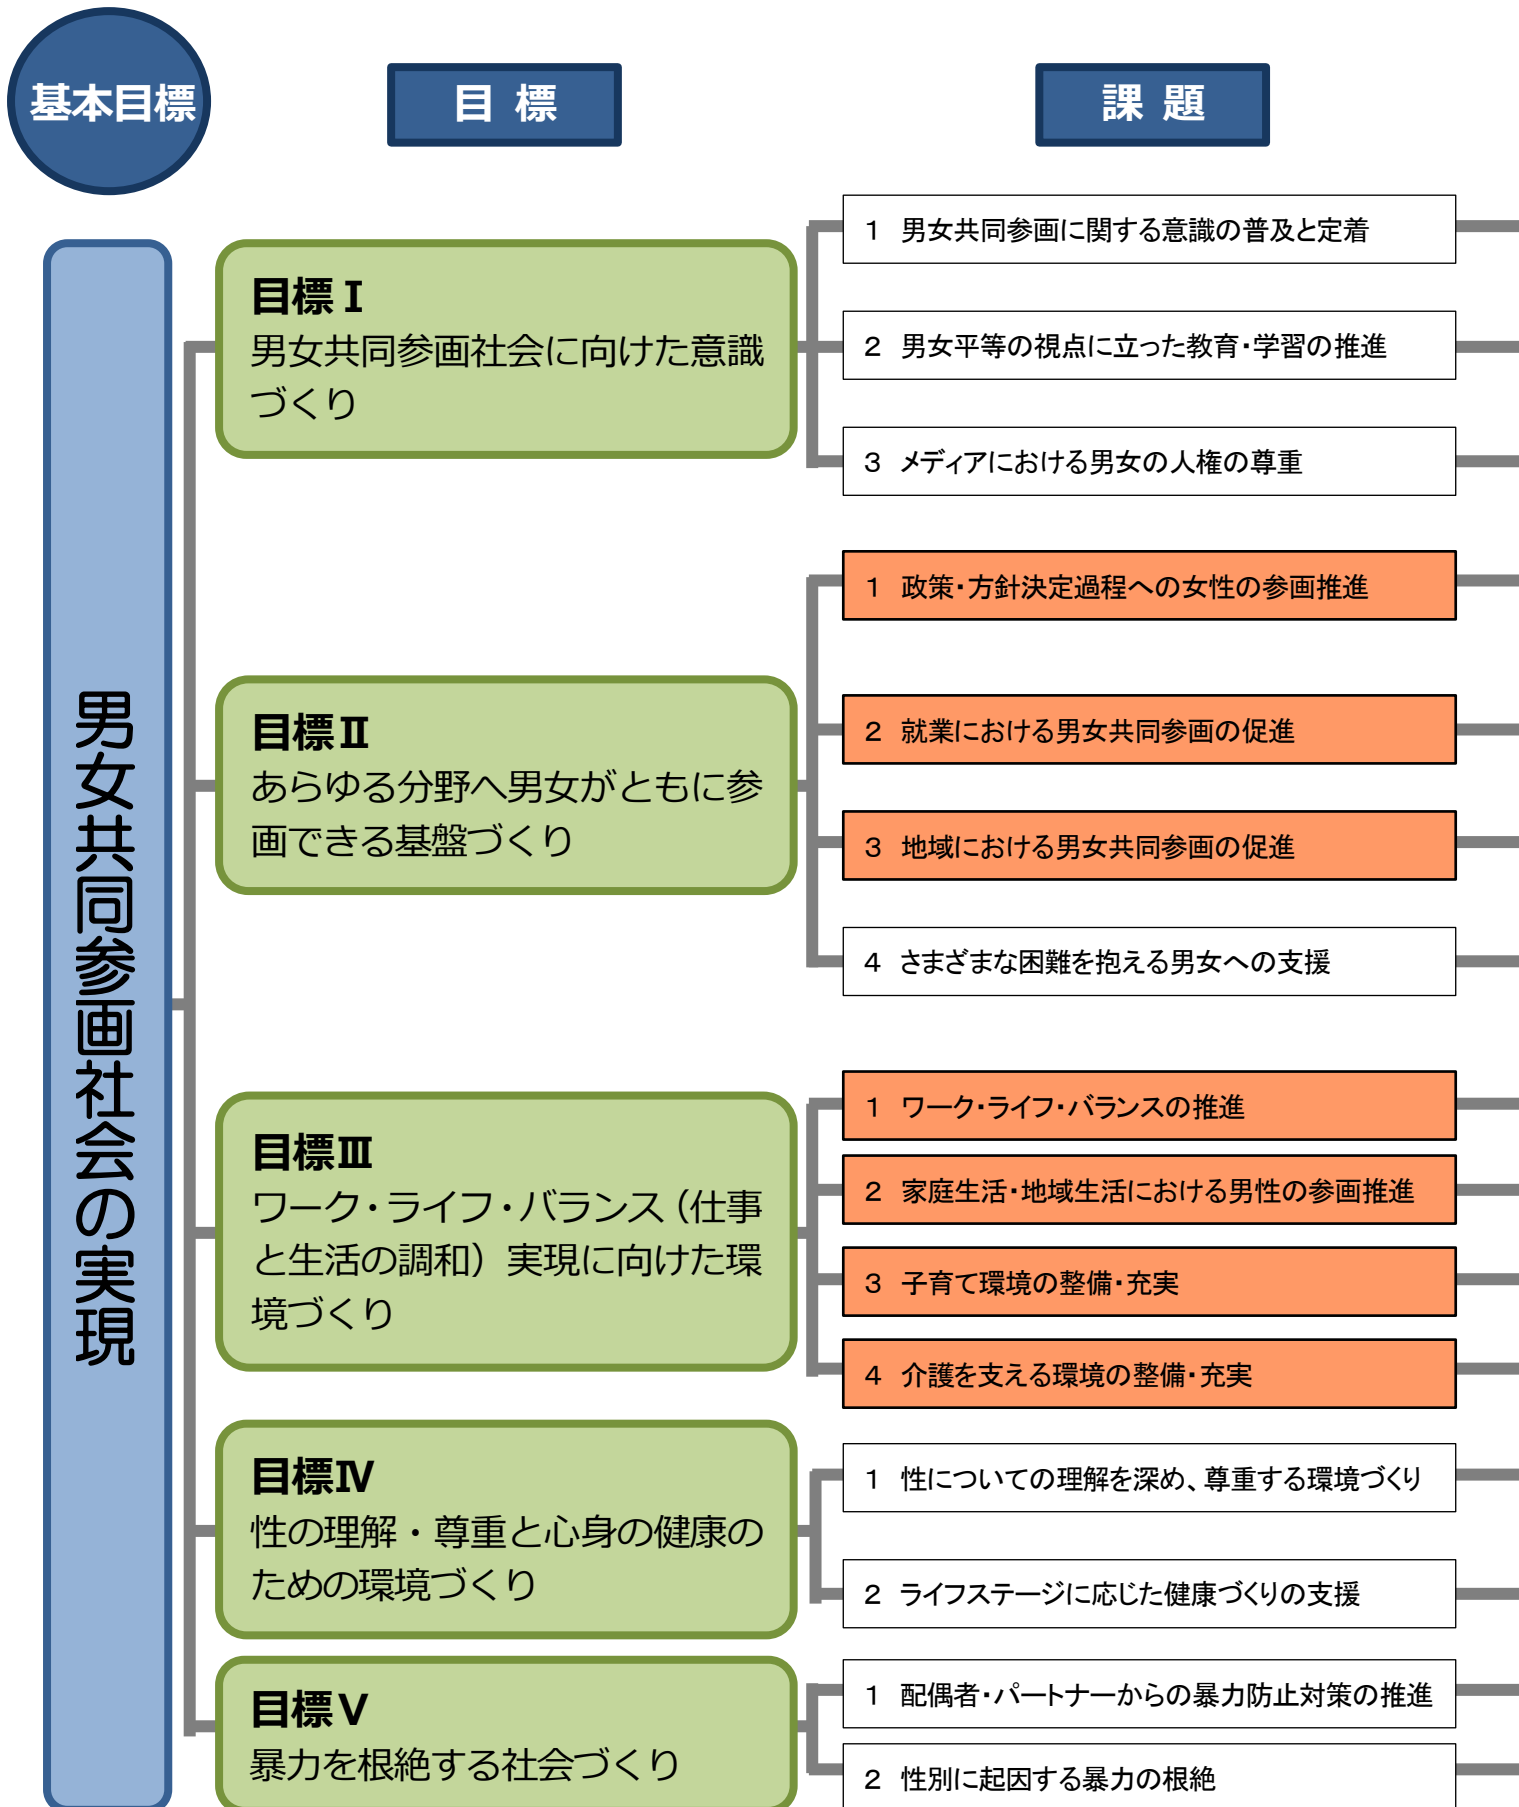 基本目標
目 標
課 題
男女共同参画社会の実現
目標Ⅰ
男女共同参画社会に向けた意識
づくり
1 男女共同参画に関する意識の普及と定着
2 男女平等の視点に立った教育・学習の推進
3 メディアにおける男女の人権の尊重
目標Ⅱ
あらゆる分野へ男女がともに参
画できる基盤づくり
1 政策・方針決定過程への女性の参画推進
2 就業における男女共同参画の促進
3 地域における男女共同参画の促進
4 さまざまな困難を抱える男女への支援
目標Ⅲ
ワーク・ライフ・バランス（仕事
と生活の調和）実現に向けた環
境づくり
1 ワーク・ライフ・バランスの推進
2 家庭生活・地域生活における男性の参画推進
3 子育て環境の整備・充実
4 介護を支える環境の整備・充実
目標Ⅳ
性の理解・尊重と心身の健康の
ための環境づくり
1 性についての理解を深め、尊重する環境づくり
2 ライフステージに応じた健康づくりの支援
目標Ⅴ
暴力を根絶する社会づくり
1 配偶者・パートナーからの暴力防止対策の推進
2 性別に起因する暴力の根絶